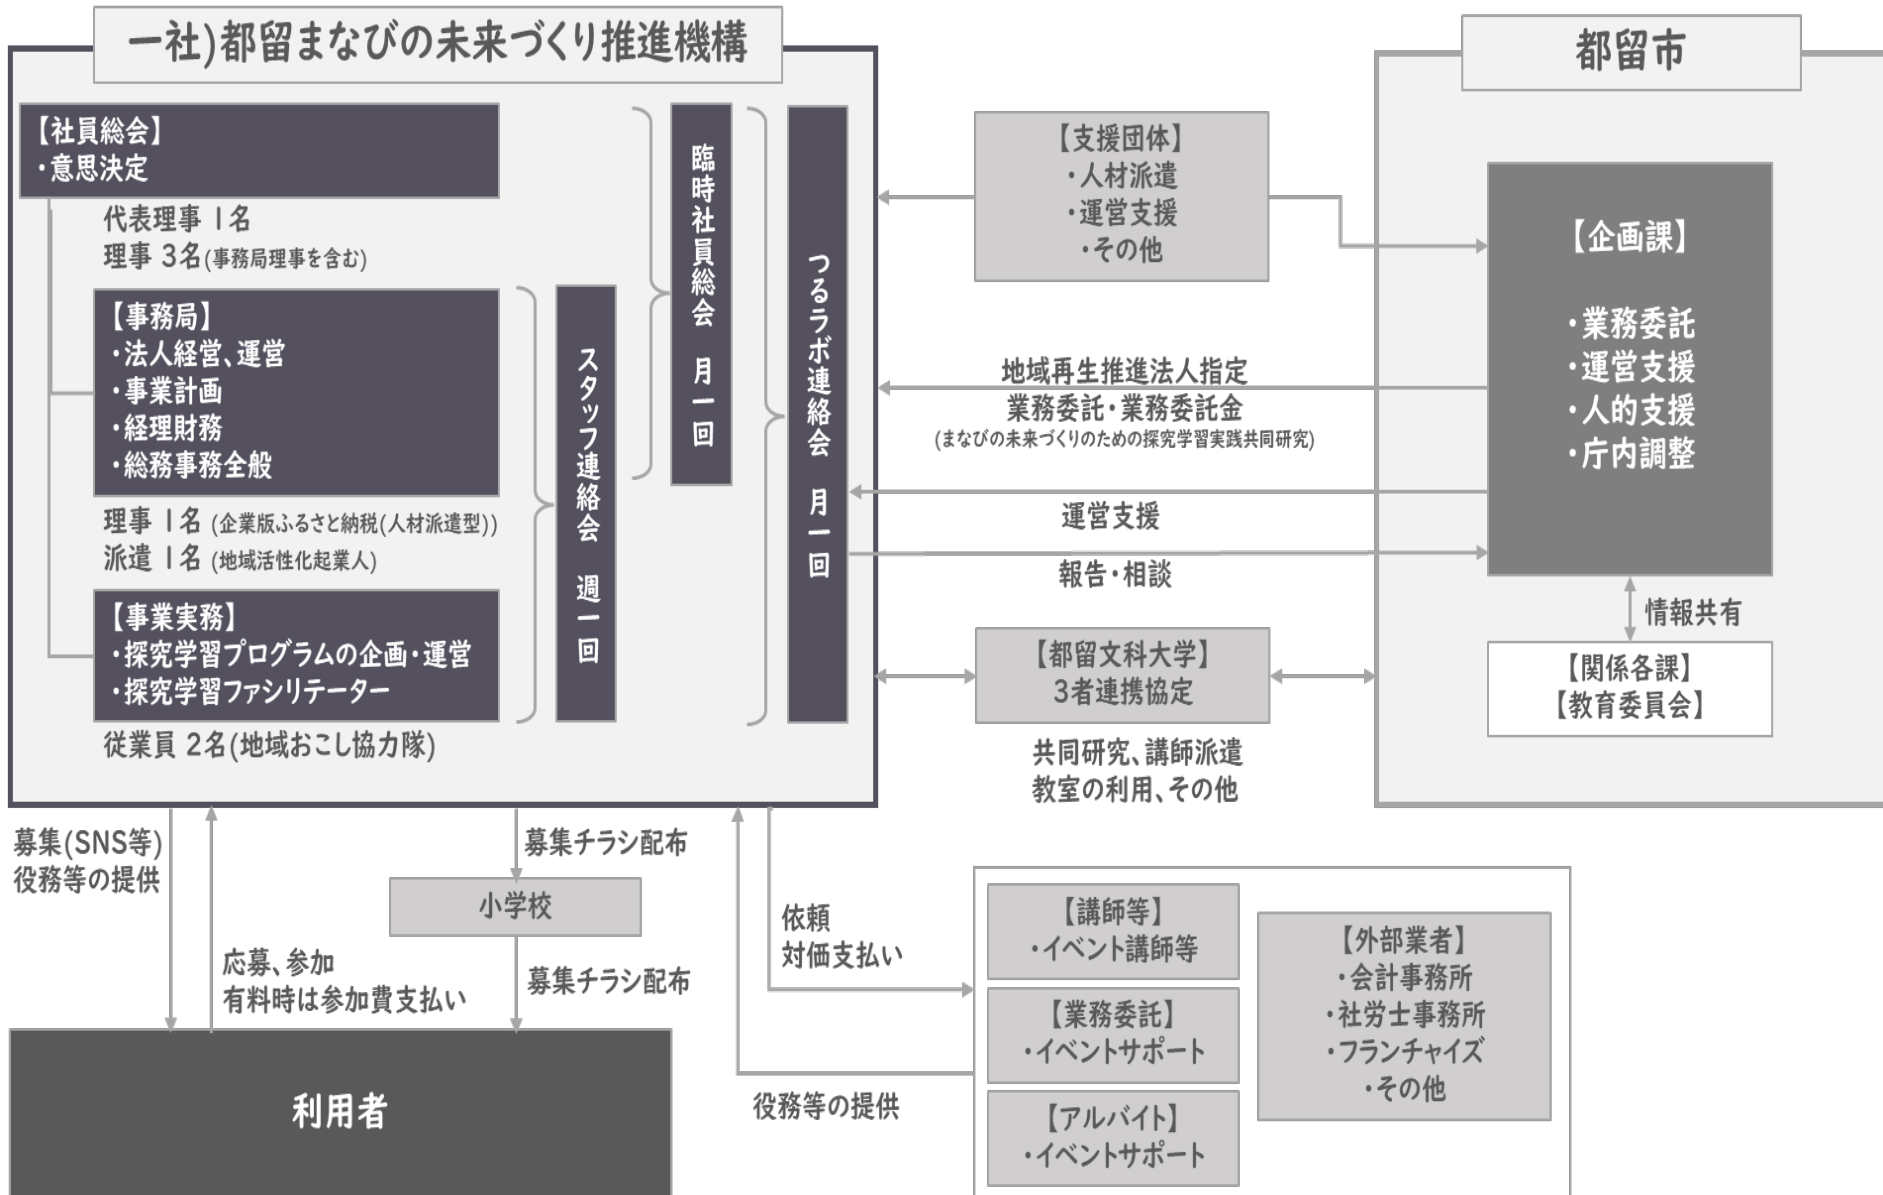 一社)都留まなびの未来づくり推進機構
【社員総会】
・意思決定
代表理事 1名
理事 3名(事務局理事を含む)
【事務局】
・法人経営、運営
・事業計画
・経理財務
・総務事務全般
理事 1名 (企業版ふるさと納税(人材派遣型))
派遣 1名 (地域活性化起業人)
【事業実務】
・探究学習プログラムの企画・運営
・探究学習ファシリテーター
従業員 2名(地域おこし協力隊)
スタッフ連絡会 週一回
臨時社員総会 月一回
つるラボ連絡会 月一回
【支援団体】
・人材派遣
・運営支援
・その他
地域再生推進法人指定
業務委託・業務委託金
(まなびの未来づくりのための探究学習実践共同研究)
運営支援
報告・相談
【都留文科大学】
3者連携協定
共同研究、講師派遣
教室の利用、その他
都留市
【企画課】
・業務委託
・運営支援
・人的支援
・庁内調整
情報共有
【関係各課】
【教育委員会】
募集(SNS等)
役務等の提供
応募、参加
有料時は参加費支払い
募集チラシ配布
小学校
募集チラシ配布
利用者
依頼
対価支払い
役務等の提供
【講師等】
・イベント講師等
【業務委託】
・イベントサポート
【アルバイト】
・イベントサポート
【外部業者】
・会計事務所
・社労士事務所
・フランチャイズ
・その他